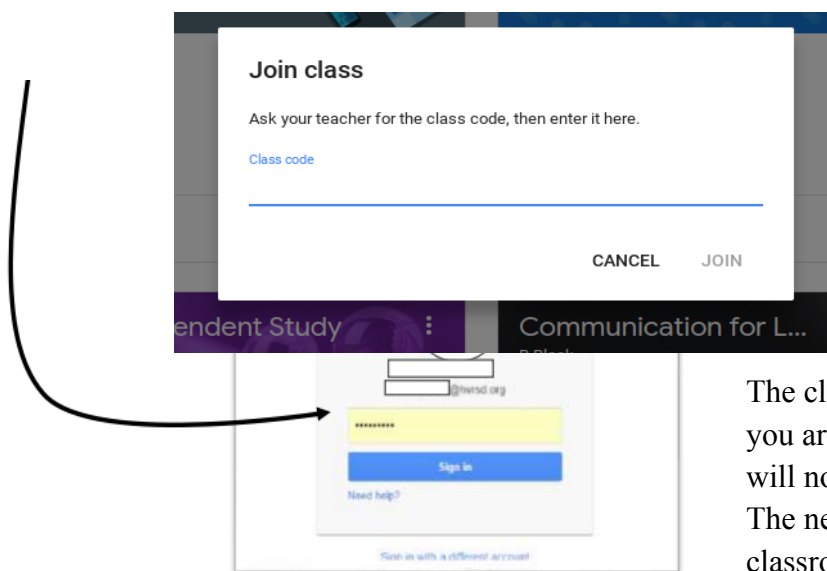 Join class
Ask your teacher for the class code, then enter it here.
Class code
CANCEL JOIN
endent Study
Communication for L...
@hvrsd.org
•••••••••
Sign in
Need help?
Sign in with a different account
The cl
you ar
will no
The ne
classro